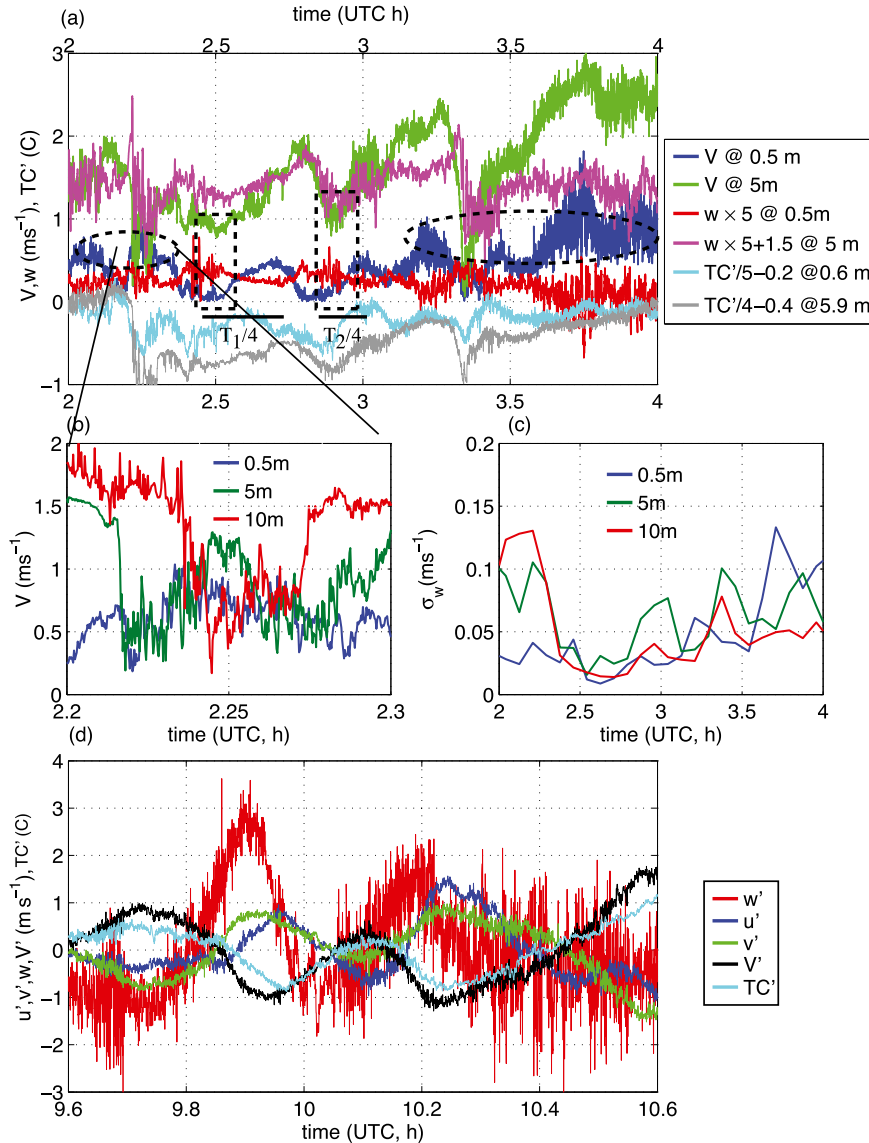 (a)
time (UTC h)
2 2.5 3 3.5 4
3
2
1
0
−1
V,w (ms−1), TC' (C)
T1/4
T2/4
2 2.5 3 3.5 4
V @ 0.5 m
V @ 5m
w × 5 @ 0.5m
w × 5+1.5 @ 5 m
TC'/5−0.2 @0.6 m
TC'/4−0.4 @5.9 m
(b)
2
1.5
1
0.5
0
V (ms−1)
0.5m
5m
10m
2.2 2.25 2.3
time (UTC, h)
(c)
0.2
0.15
0.1
0.05
0
σw(ms−1)
0.5m
5m
10m
2 2.5 3 3.5 4
time (UTC, h)
(d)
4
3
2
1
0
−1
−2
−3
u',v',w,V' (m s−1), TC' (C)
9.6 9.8 10 10.2 10.4 10.6
time (UTC, h)
w'
u'
v'
V'
TC'